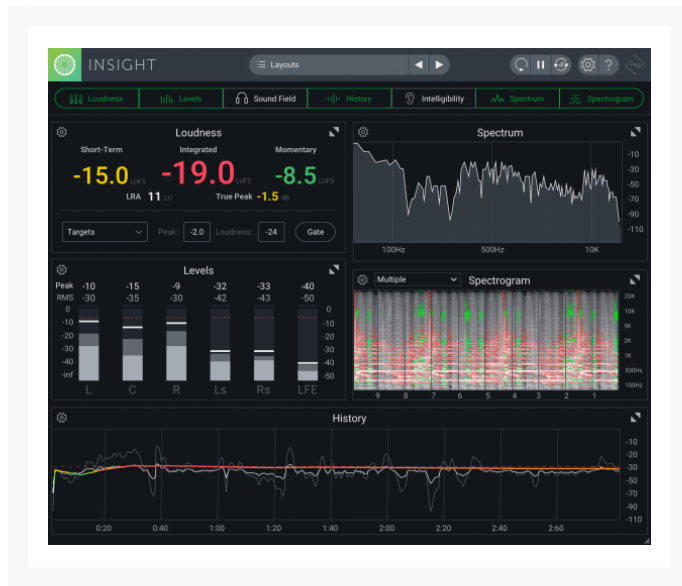 INSIGHT
Layouts
?
Loudness Levels Sound Field History Intelligibility Spectrum Spectrogram
Loudness
Short-Term Integrated Momentary
-15.0 LUFS -19.0 LUFS -8.5 LUFS
LRA 11 LU True Peak -1.5 dB
Targets Peak: -2.0 Loudness: -24 Gate
Spectrum
-10
-30
-50
-70
-90
-110
100Hz 500Hz 10K
Levels
Peak -10 -15 -9 -32 -33 -40
RMS -30 -35 -30 -42 -43 -50
0 0
-10 -10
-20 -20
-30 -30
-40 -40
-inf -50
L C R Ls Rs LFE
Multiple Spectrogram
20K
10K
5K
2K
1K
300Hz
100Hz
9 8 7 6 5 4 3 2 1
History
-10
-20
-30
-50
-70
-90
-110
0:20 0:40 1:00 1:20 1:40 2:00 2:20 2:40 2:60